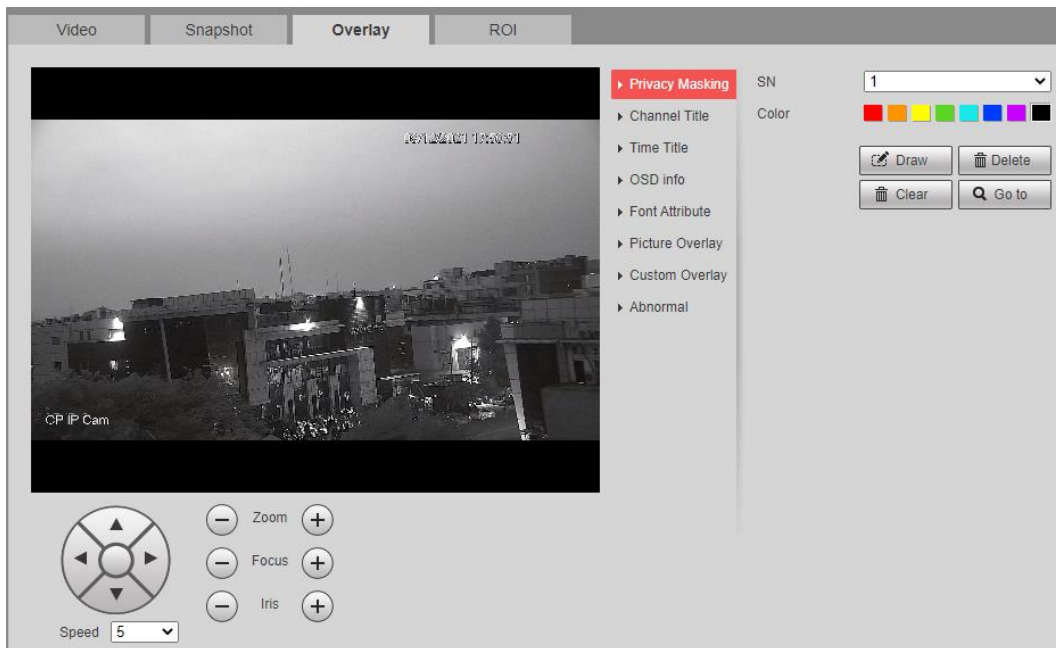 Video Snapshot Overlay ROI
Privacy Masking
Channel Title
Time Title
OSD info
Font Attribute
Picture Overlay
Custom Overlay
Abnormal
SN 1
Color
Draw Delete
Clear Go to
CP IP Cam
Zoom
Focus
Iris
Speed 5